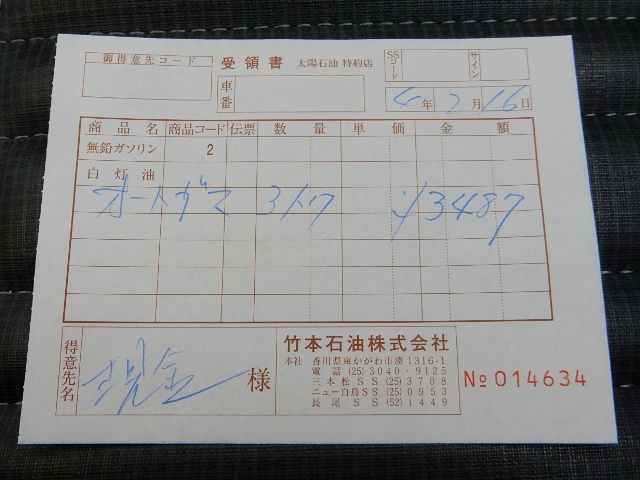 御得意先コード
受領書 太陽石油 特約店
SSコード
サイン
車番
4年2月16日
商品名 商品コード 伝票 数量 単価 金額
無鉛ガソリン 2
白灯油
オートガス ¥3487
得意先名 現金 様
竹本石油株式会社
本社 香川県東かがわ市湊1316-1
電話(25)3040・9125
三本松SS(25)3708
ニュー白鳥SS(25)0953
長尾SS(52)1449
No 014634